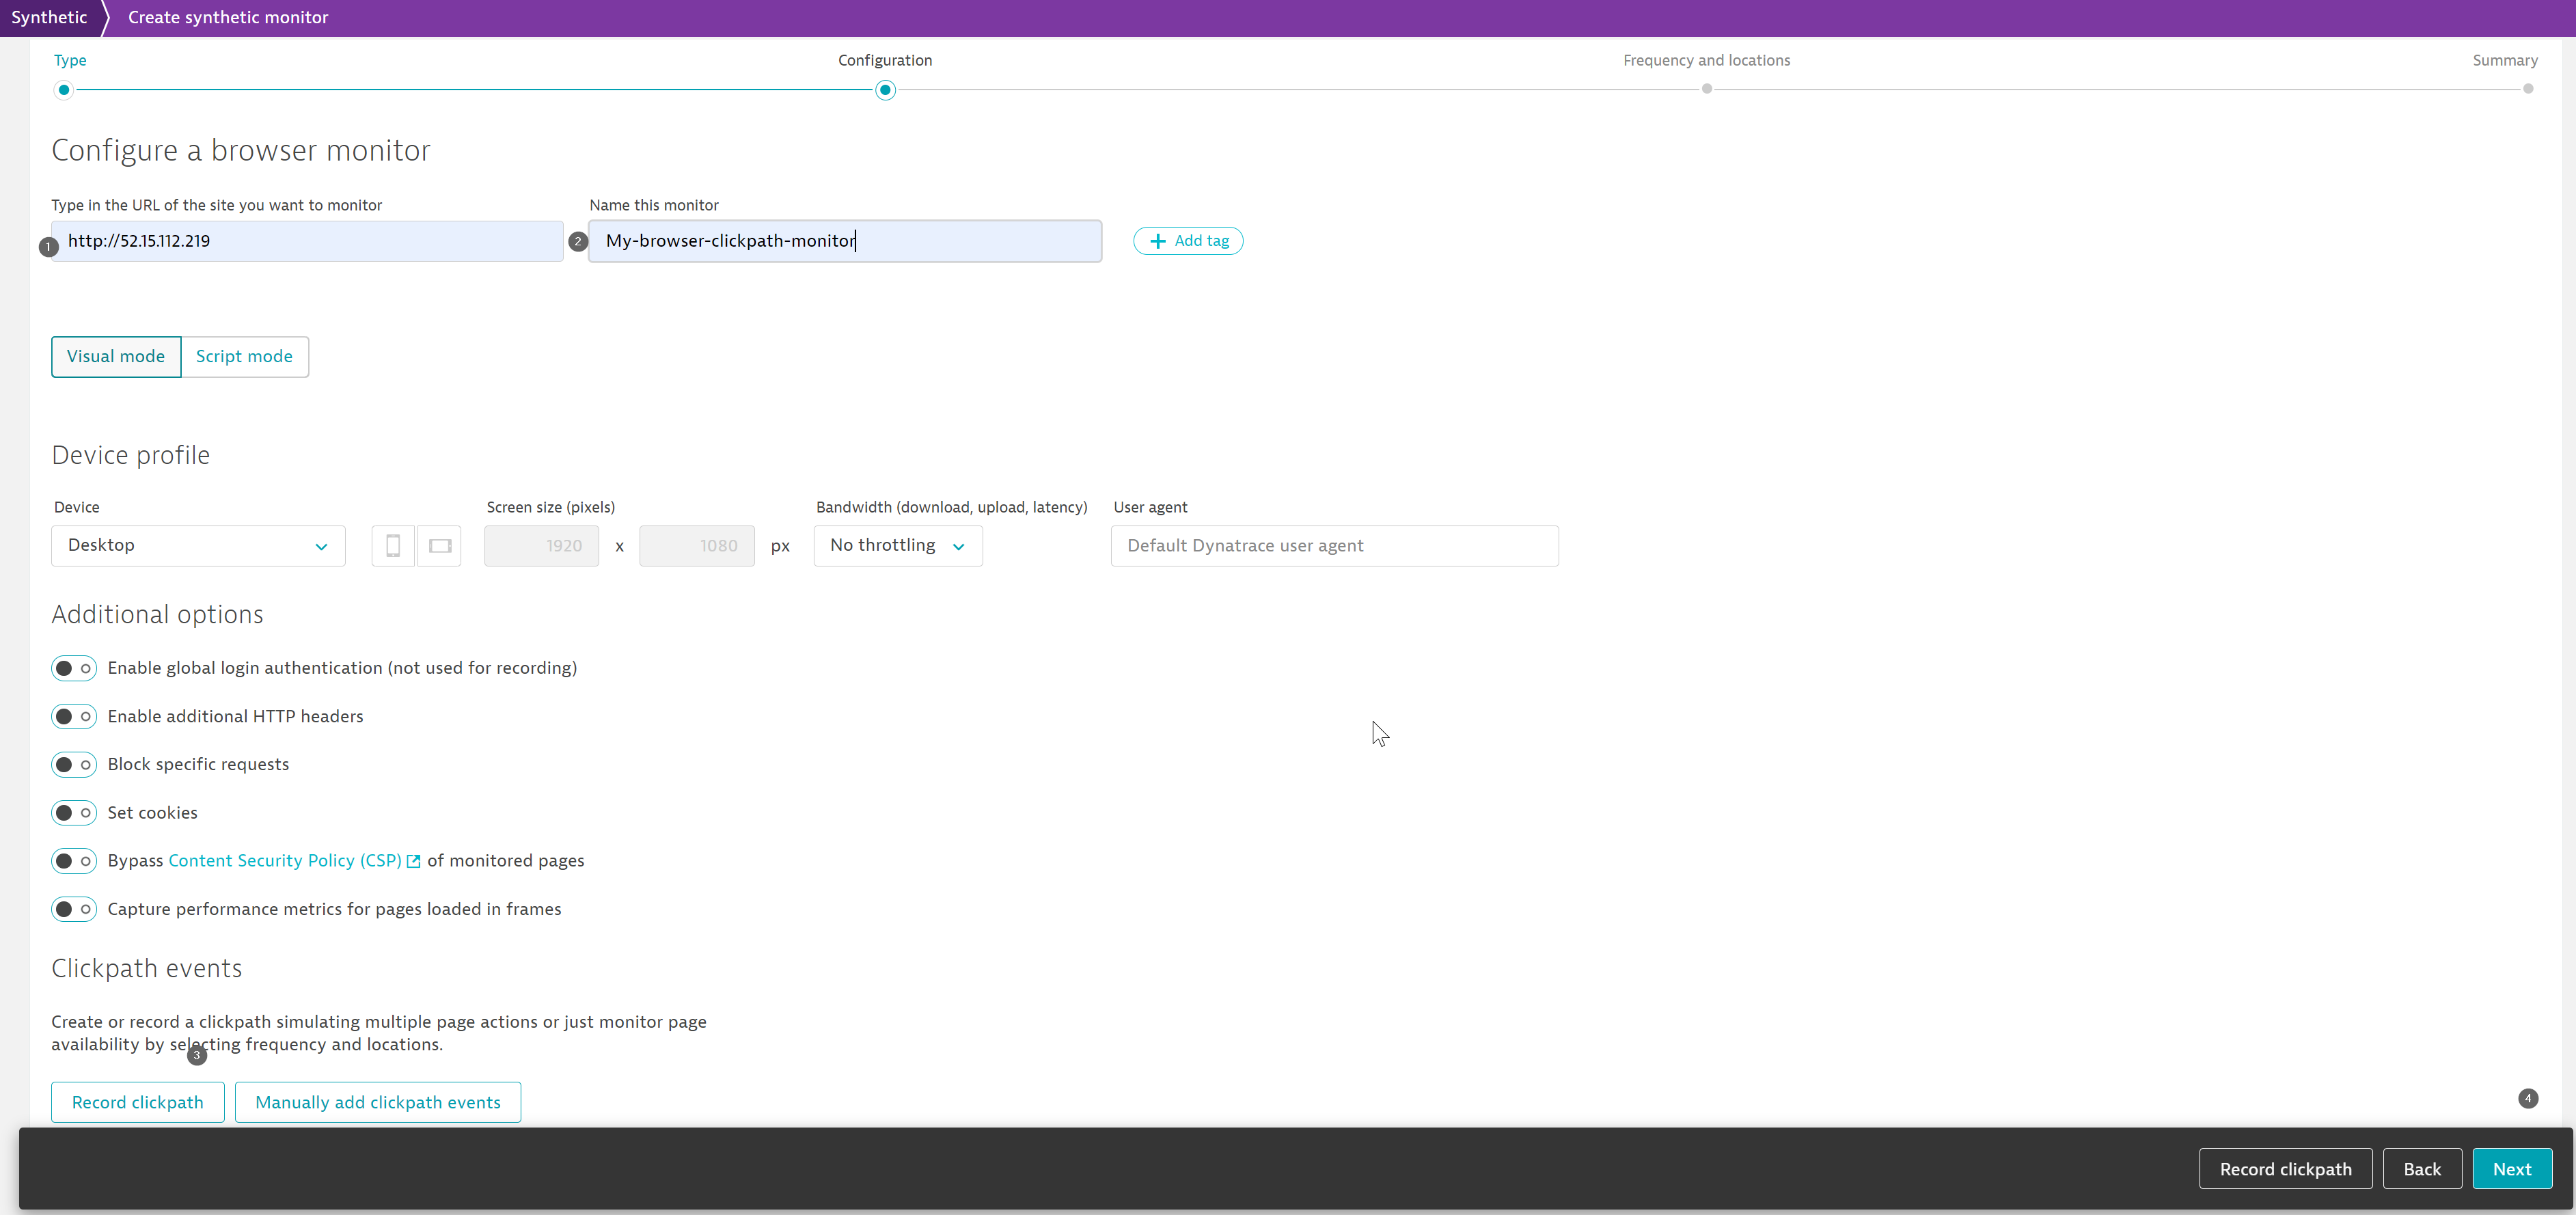 Synthetic
Create synthetic monitor
Type
Configuration
Frequency and locations
Summary
Configure a browser monitor
Type in the URL of the site you want to monitor
Name this monitor
1
http://52.15.112.219
2
My-browser-clickpath-monitor
Add tag
Visual mode
Script mode
Device profile
Device
Screen size (pixels)
Bandwidth (download, upload, latency)
User agent
Desktop
1920
x
1080
px
No throttling
Default Dynatrace user agent
Additional options
Enable global login authentication (not used for recording)
Enable additional HTTP headers
Block specific requests
Set cookies
Bypass Content Security Policy (CSP) of monitored pages
Capture performance metrics for pages loaded in frames
Clickpath events
Create or record a clickpath simulating multiple page actions or just monitor page
availability by selecting frequency and locations.
3
Record clickpath
Manually add clickpath events
4
Record clickpath
Back
Next